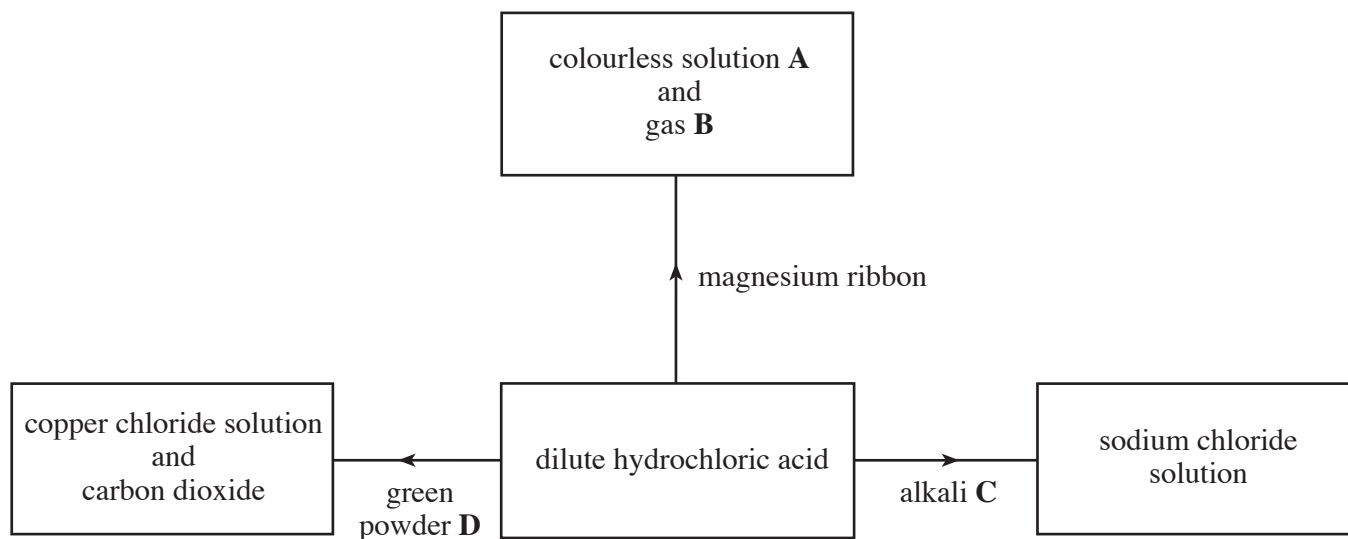 colourless solution A
and
gas B
magnesium ribbon
copper chloride solution
and
carbon dioxide
green
powder D
dilute hydrochloric acid
alkali C
sodium chloride
solution